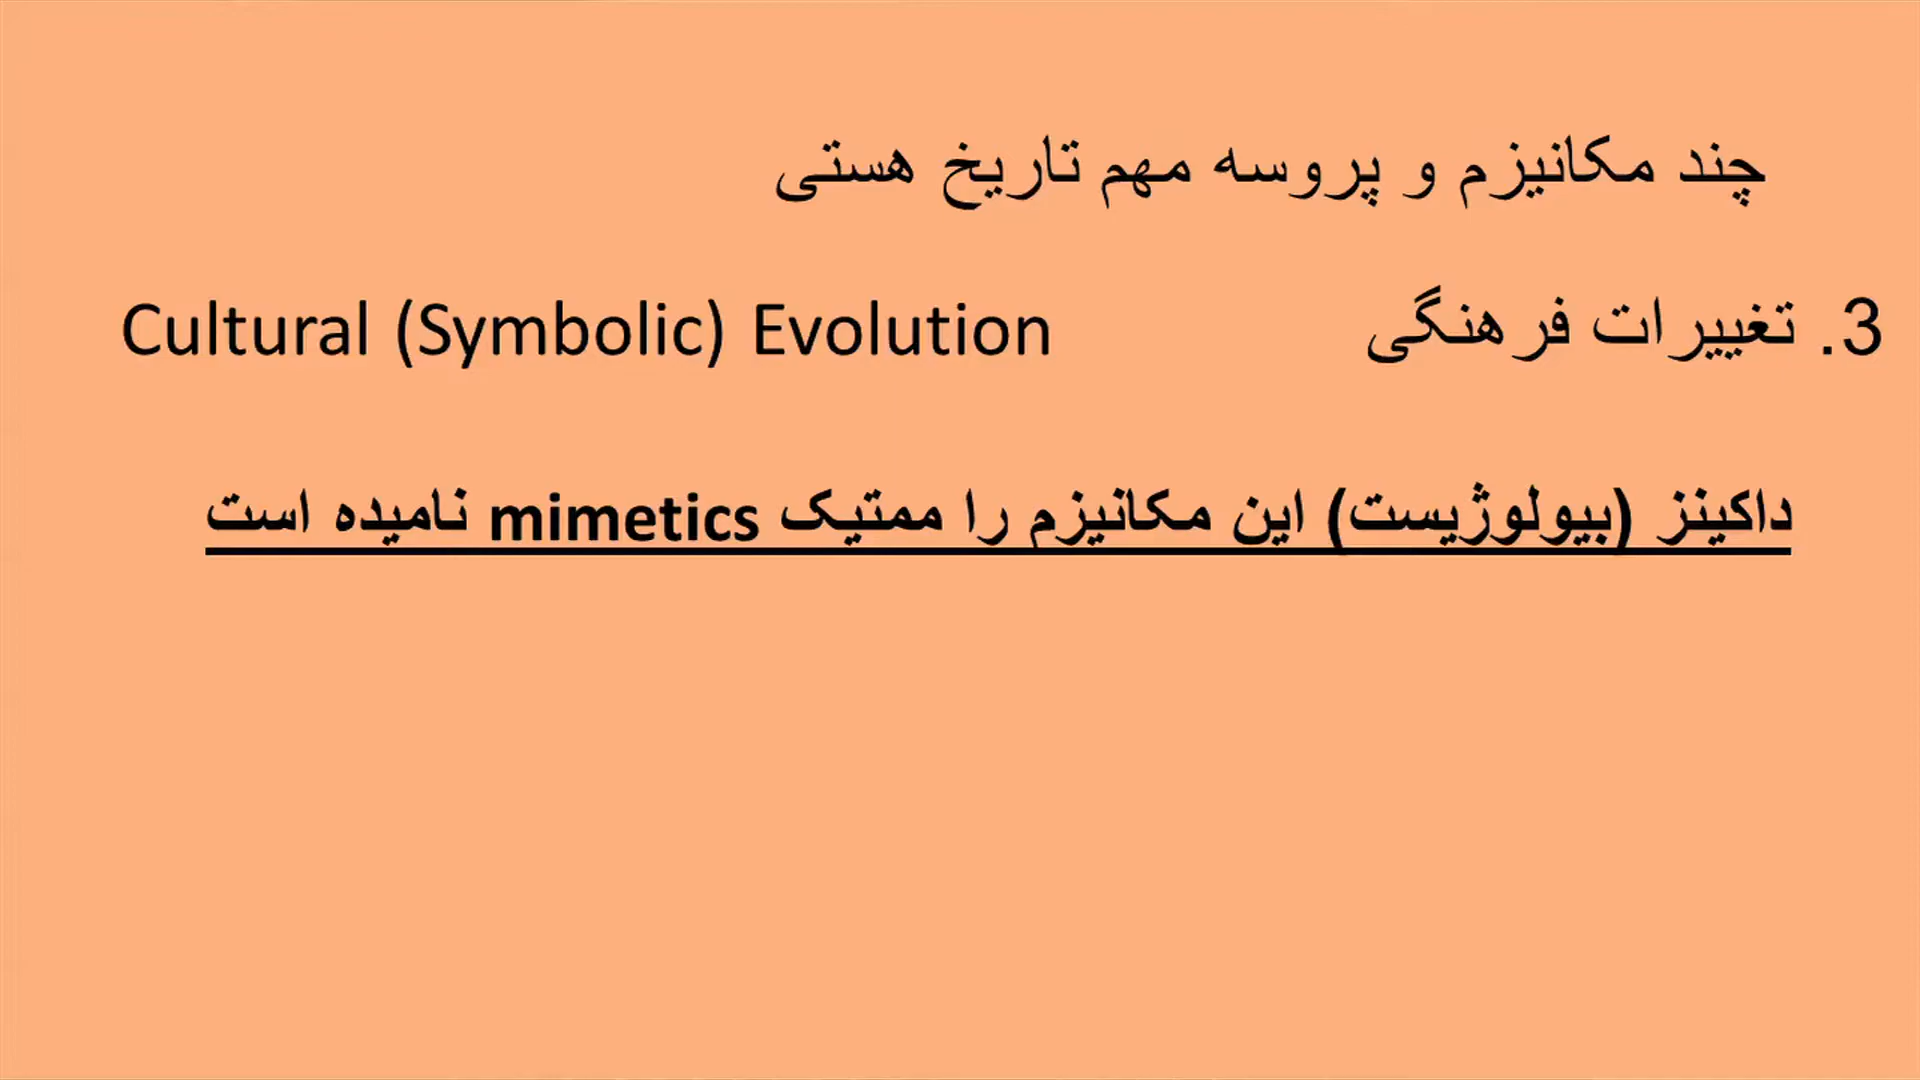 چند مکانیزم و پروسه مهم تاریخ هستی
3. تغییرات فرهنگی Cultural (Symbolic) Evolution
داکینز (بیولوژیست) این مکانیزم را ممتیک mimetics نامیده است